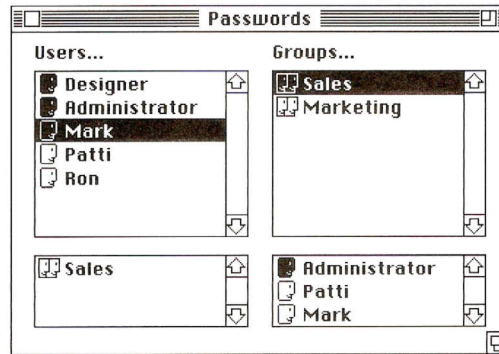 Passwords
Users...
Designer
Administrator
Mark
Patti
Ron
Groups...
Sales
Marketing
Sales
Administrator
Patti
Mark